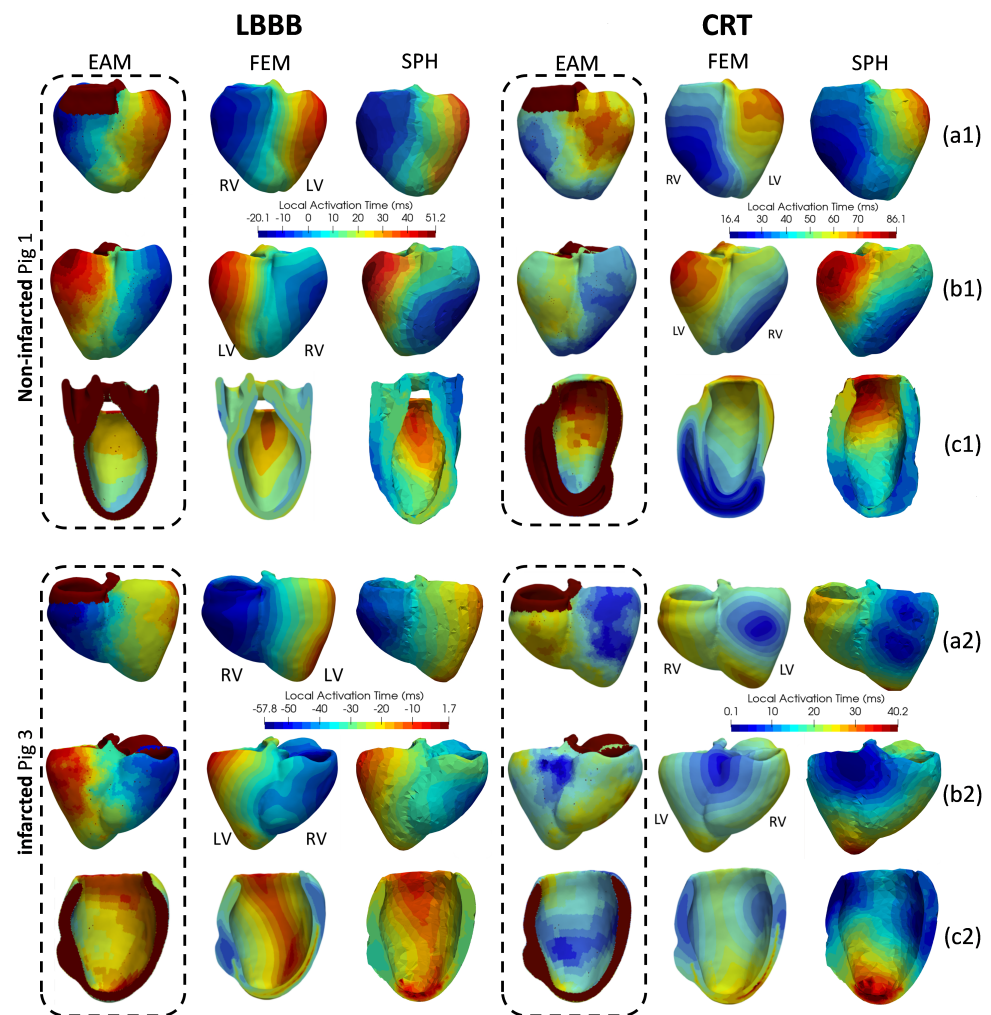 LBBB CRT
EAM FEM SPH EAM FEM SPH
(a1)
RV LV RV LV
Local Activation Time (ms) Local Activation Time (ms)
-20.1 -10 0 10 20 30 40 51.2 16.4 30 40 50 60 70 86.1
Non-infarcted Pig 1
(b1)
LV RV LV RV
(c1)
(a2)
RV LV RV LV
Local Activation Time (ms) Local Activation Time (ms)
-57.8 -50 -40 -30 -20 -10 1.7 0.1 10 20 30 40.2
infarcted Pig 3
(b2)
LV RV LV RV
(c2)